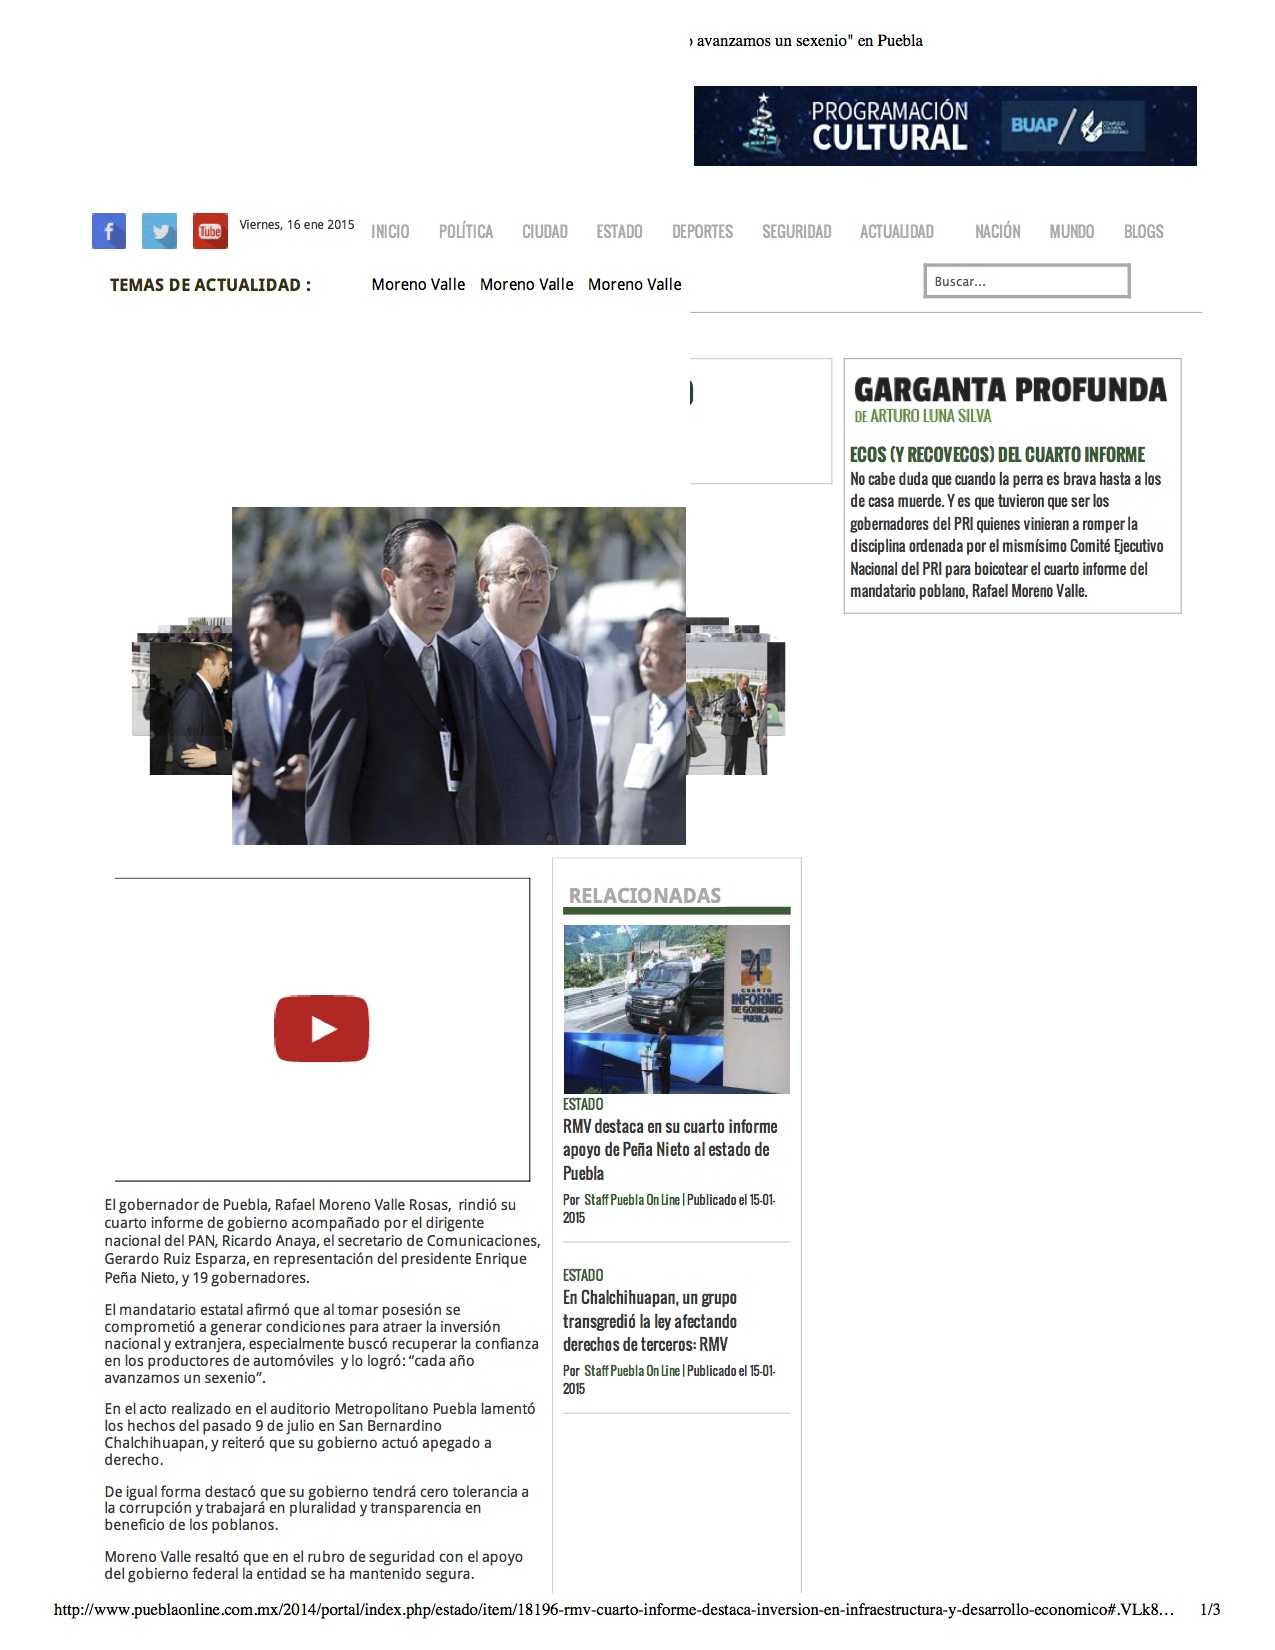 avanzamos un sexenio" en Puebla
PROGRAMACIÓN
CULTURAL
BUAP
Viernes, 16 ene 2015
INICIO POLÍTICA CIUDAD ESTADO DEPORTES SEGURIDAD ACTUALIDAD NACIÓN MUNDO BLOGS
TEMAS DE ACTUALIDAD :
Moreno Valle Moreno Valle Moreno Valle
Buscar...
GARGANTA PROFUNDA
DE ARTURO LUNA SILVA
ECOS (Y RECOVECOS) DEL CUARTO INFORME
No cabe duda que cuando la perra es brava hasta a los
de casa muerde. Y es que tuvieron que ser los
gobernadores del PRI quienes vinieran a romper la
disciplina ordenada por el mismísimo Comité Ejecutivo
Nacional del PRI para boicotear el cuarto informe del
mandatario poblano, Rafael Moreno Valle.
El gobernador de Puebla, Rafael Moreno Valle Rosas, rindió su
cuarto informe de gobierno acompañado por el dirigente
nacional del PAN, Ricardo Anaya, el secretario de Comunicaciones,
Gerardo Ruiz Esparza, en representación del presidente Enrique
Peña Nieto, y 19 gobernadores.
El mandatario estatal afirmó que al tomar posesión se
comprometió a generar condiciones para atraer la inversión
nacional y extranjera, especialmente buscó recuperar la confianza
en los productores de automóviles y lo logró: “cada año
avanzamos un sexenio”.
En el acto realizado en el auditorio Metropolitano Puebla lamentó
los hechos del pasado 9 de julio en San Bernardino
Chalchihuapan, y reiteró que su gobierno actuó apegado a
derecho.
De igual forma destacó que su gobierno tendrá cero tolerancia a
la corrupción y trabajará en pluralidad y transparencia en
beneficio de los poblanos.
Moreno Valle resaltó que en el rubro de seguridad con el apoyo
del gobierno federal la entidad se ha mantenido segura.
RELACIONADAS
4
CUARTO
INFORME
DE GOBIERNO
PUEBLA
ESTADO
RMV destaca en su cuarto informe
apoyo de Peña Nieto al estado de
Puebla
Por Staff Puebla On Line | Publicado el 15-01-
2015
ESTADO
En Chalchihuapan, un grupo
transgredió la ley afectando
derechos de terceros: RMV
Por Staff Puebla On Line | Publicado el 15-01-
2015
http://www.pueblaonline.com.mx/2014/portal/index.php/estado/item/18196-rmv-cuarto-informe-destaca-inversion-en-infraestructura-y-desarrollo-economico#.VLk8… 1/3